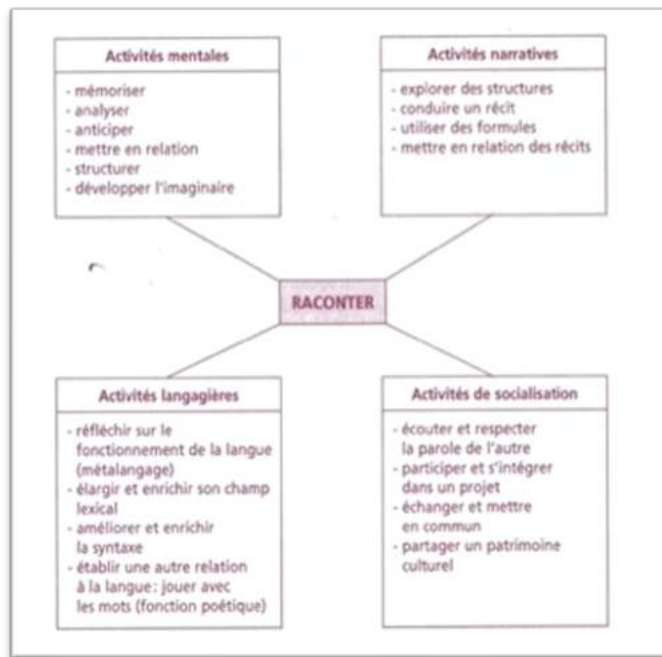 Activités mentales
- mémoriser
- analyser
- anticiper
- mettre en relation
- structurer
- développer l'imaginaire
Activités narratives
- explorer des structures
- conduire un récit
- utiliser des formules
- mettre en relation des récits
RACONTER
Activités langagières
- réfléchir sur le
fonctionnement de la langue
(métalangage)
- élargir et enrichir son champ
lexical
- améliorer et enrichir
la syntaxe
- établir une autre relation
à la langue : jouer avec
les mots (fonction poétique)
Activités de socialisation
- écouter et respecter
la parole de l'autre
- participer et s'intégrer
dans un projet
- échanger et mettre
en commun
- partager un patrimoine
culturel